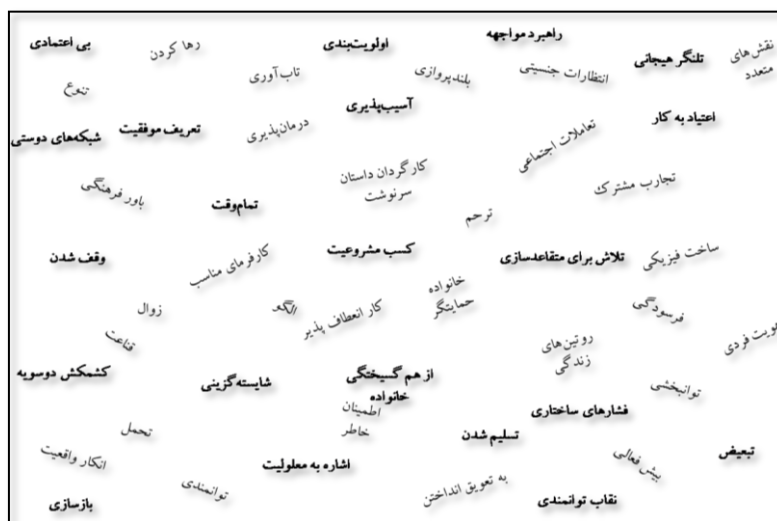 راهبرد مواجهه
بی اعتمادی
رها کردن
اولویت‌بندی
تلنگر هیجانی
نقش‌های
متعدد
تاب‌آوری
بلندپروازی
انتظارات جنسیتی
تنوع
آسیب‌پذیری
اعتیاد به کار
شبکه‌های دوستی
تعریف موفقیت
درمان‌پذیری
تعاملات اجتماعی
کارگردان داستان
سرنوشت
تجارب مشترک
باور فرهنگی
تمام‌وقت
ترحم
وقف شدن
کارفرمای مناسب
کسب مشروعیت
تلاش برای متقاعدسازی
ساخت فیزیکی
خانواده
حمایتگر
زوال
الگو
کار انعطاف پذیر
فرسودگی
هویت فردی
قناعت
روتین‌های
زندگی
کشمکش دوسویه
شایسته‌گزینی
از هم گسیختگی
خانواده
توانبخشی
اطمینان
خاطر
فشارهای ساختاری
تحمل
تسلیم شدن
تبعیض
انکار واقعیت
اشاره به معلولیت
بیش فعالی
توانمندی
به تعویق انداختن
نقاب توانمندی
بازسازی